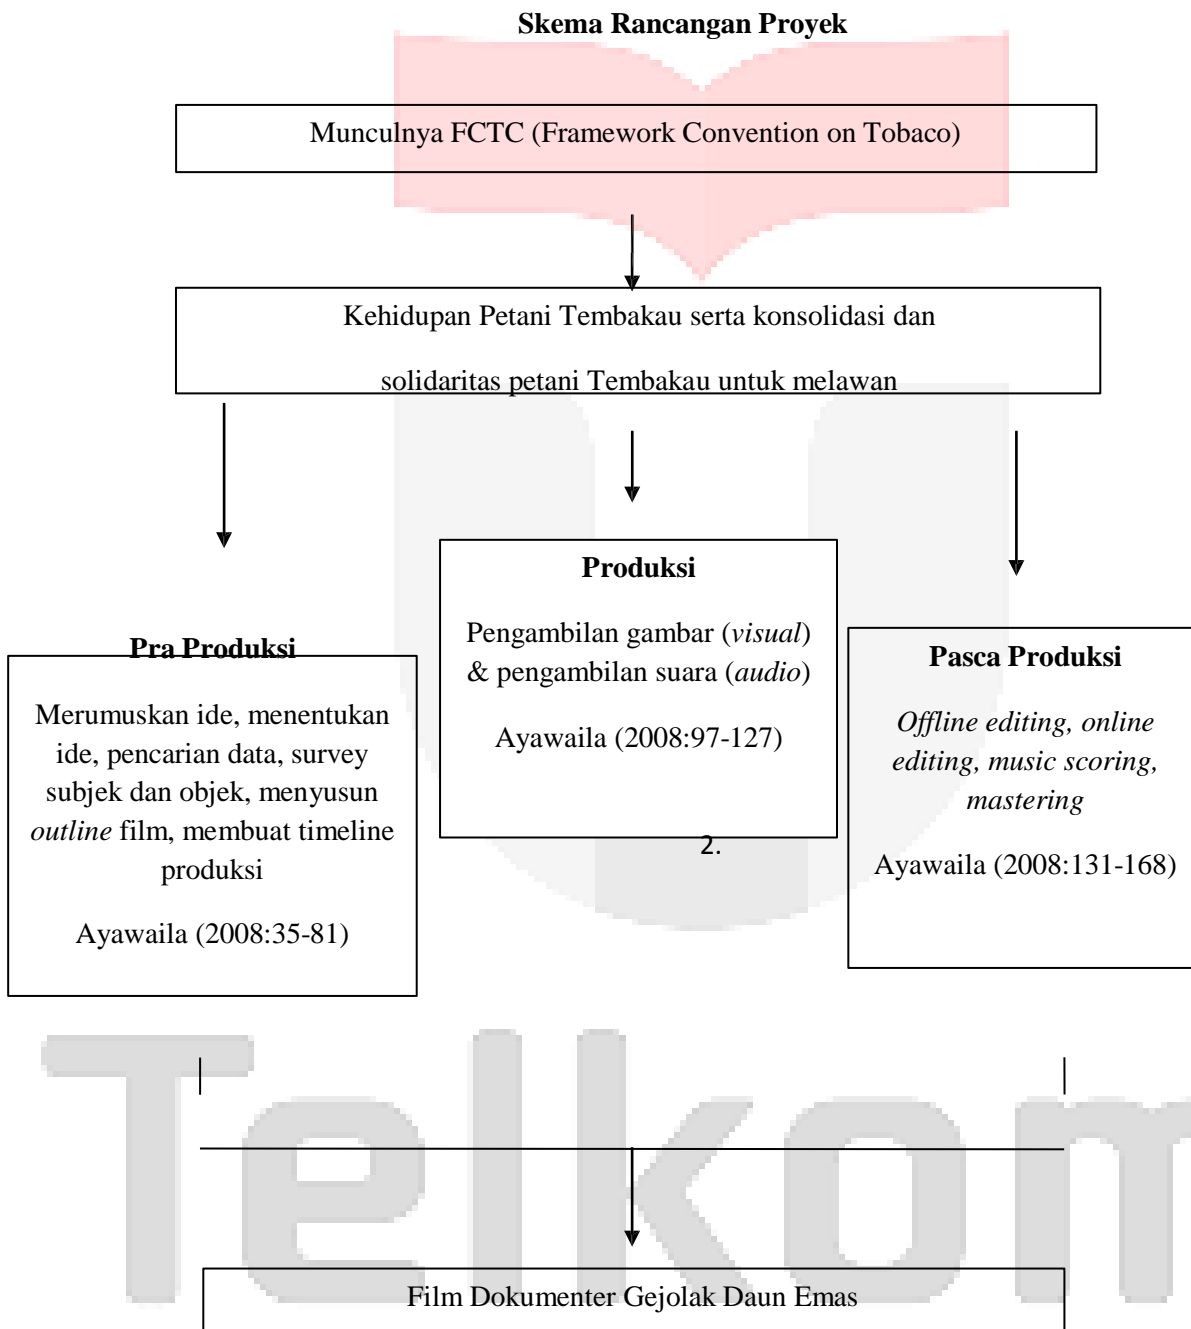 Skema Rancangan Proyek
Munculnya FCTC (Framework Convention on Tobaco)
Kehidupan Petani Tembakau serta konsolidasi dan
solidaritas petani Tembakau untuk melawan
Pra Produksi
Merumuskan ide, menentukan
ide, pencarian data, survey
subjek dan objek, menyusun
outline film, membuat timeline
produksi
Ayawaila (2008:35-81)
Produksi
Pengambilan gambar (visual)
& pengambilan suara (audio)
Ayawaila (2008:97-127)
2.
Pasca Produksi
Offline editing, online
editing, music scoring,
mastering
Ayawaila (2008:131-168)
Telkom
Film Dokumenter Gejolak Daun Emas